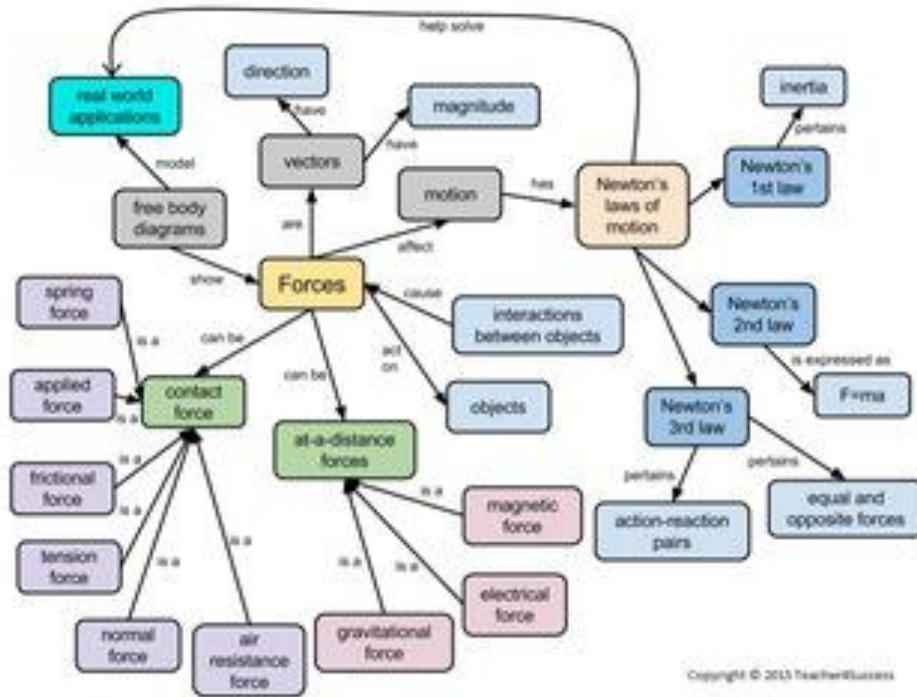 help solve
direction
real world
applications
have
magnitude
inertia
pertains
vectors
have
model
Newton's
1st law
free body
diagrams
motion
has
Newton's
laws of
motion
are
affect
show
Forces
spring
force
cause
interactions
between objects
Newton's
2nd law
is a
can be
can be
act
on
is expressed as
applied
force
is a
contact
force
objects
F=ma
Newton's
3rd law
at-a-distance
forces
frictional
force
is a
pertains
pertains
is a
magnetic
force
action-reaction
pairs
equal and
opposite forces
is a
tension
force
is a
is a
is a
is a
electrical
force
normal
force
air
resistance
force
gravitational
force
Copyright © 2015 Teacher4Success